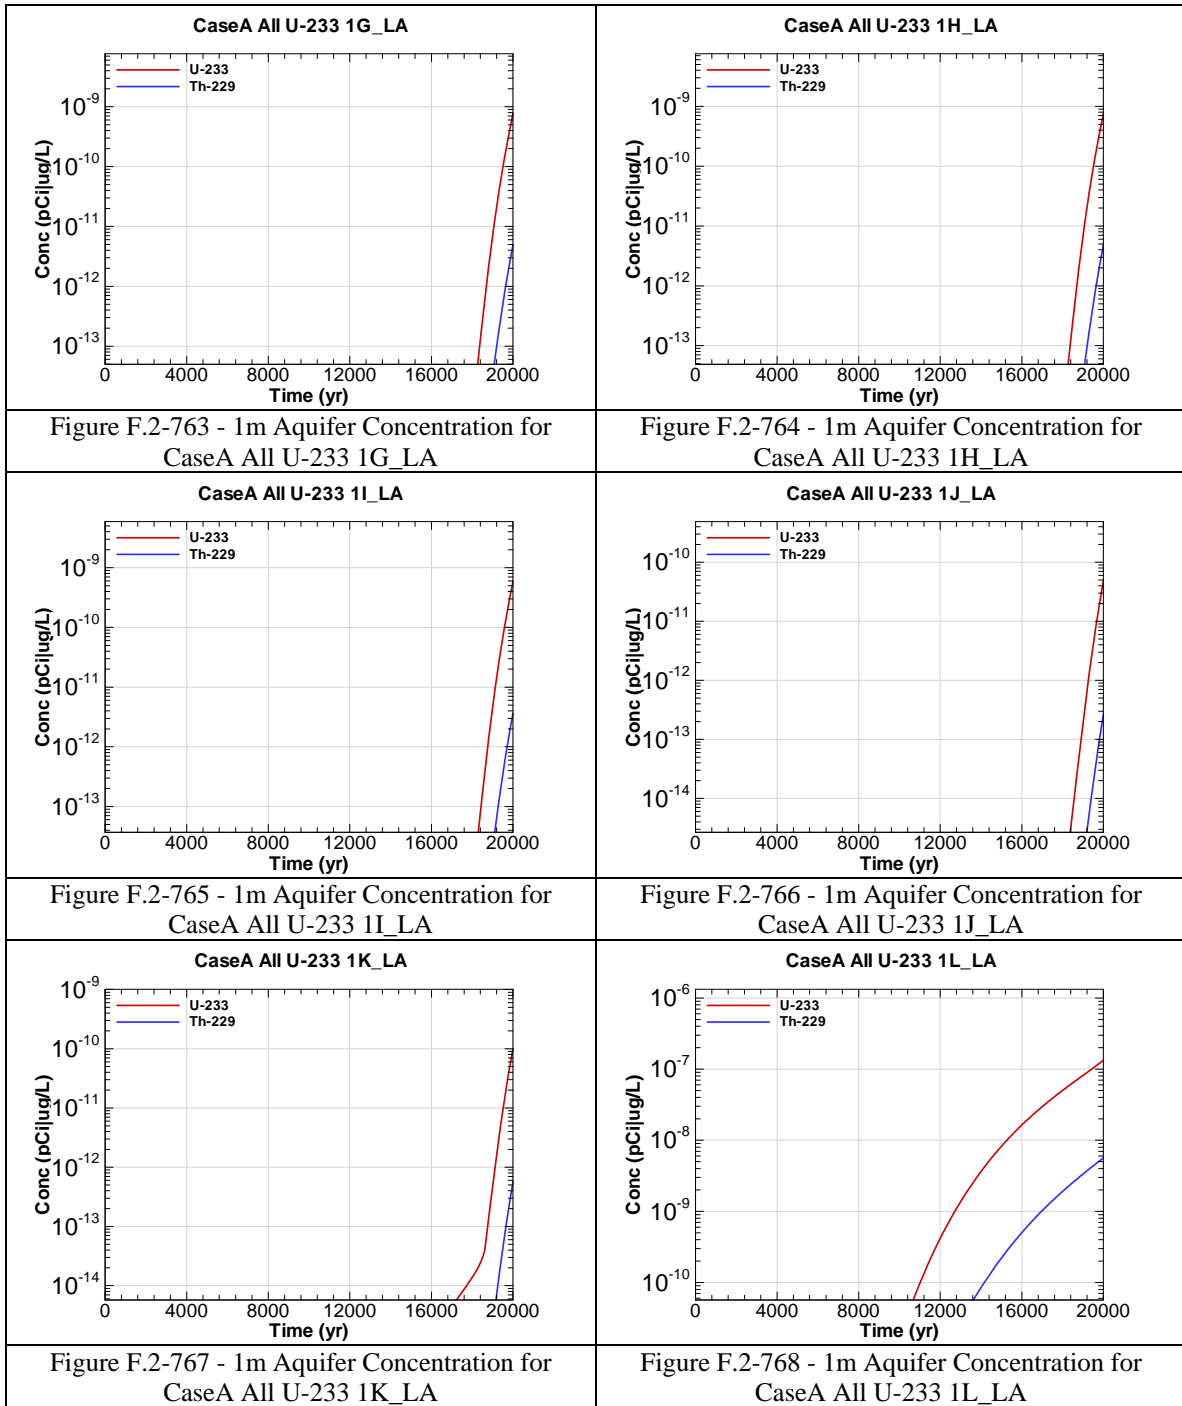 CaseA All U-233 1G_LA
U-233
Th-229
Conc (pCi|ug/L)
10-9
10-10
10-11
10-12
10-13
0 4000 8000 12000 16000 20000
Time (yr)
Figure F.2-763 - 1m Aquifer Concentration for
CaseA All U-233 1G_LA
CaseA All U-233 1H_LA
U-233
Th-229
Conc (pCi|ug/L)
10-9
10-10
10-11
10-12
10-13
0 4000 8000 12000 16000 20000
Time (yr)
Figure F.2-764 - 1m Aquifer Concentration for
CaseA All U-233 1H_LA
CaseA All U-233 1I_LA
U-233
Th-229
Conc (pCi|ug/L)
10-9
10-10
10-11
10-12
10-13
0 4000 8000 12000 16000 20000
Time (yr)
Figure F.2-765 - 1m Aquifer Concentration for
CaseA All U-233 1I_LA
CaseA All U-233 1J_LA
U-233
Th-229
Conc (pCi|ug/L)
10-10
10-11
10-12
10-13
10-14
0 4000 8000 12000 16000 20000
Time (yr)
Figure F.2-766 - 1m Aquifer Concentration for
CaseA All U-233 1J_LA
CaseA All U-233 1K_LA
U-233
Th-229
Conc (pCi|ug/L)
10-9
10-10
10-11
10-12
10-13
10-14
0 4000 8000 12000 16000 20000
Time (yr)
Figure F.2-767 - 1m Aquifer Concentration for
CaseA All U-233 1K_LA
CaseA All U-233 1L_LA
U-233
Th-229
Conc (pCi|ug/L)
10-6
10-7
10-8
10-9
10-10
0 4000 8000 12000 16000 20000
Time (yr)
Figure F.2-768 - 1m Aquifer Concentration for
CaseA All U-233 1L_LA